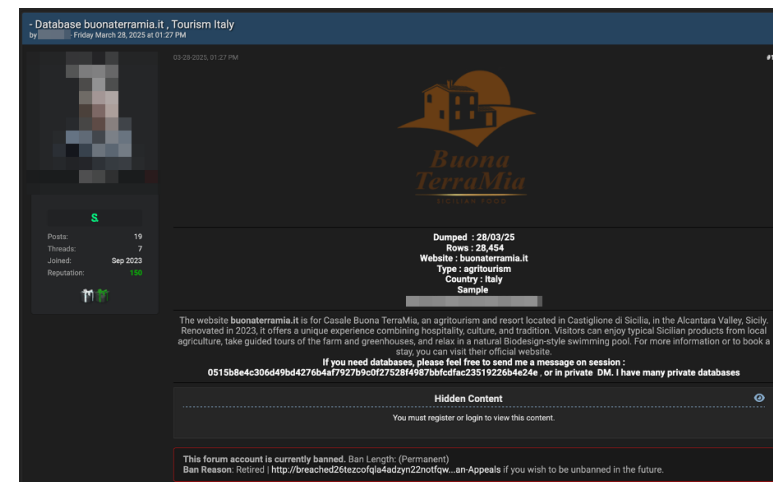 - Database buonaterramia.it , Tourism Italy
by - Friday March 28, 2025 at 01:27 PM
03-28-2025, 01:27 PM
#1
Buona
TerraMia
SICILIAN FOOD
S.
Posts: 19
Threads: 7
Joined: Sep 2023
Reputation: 150
Dumped : 28/03/25
Rows : 28,454
Website : buonaterramia.it
Type : agritourism
Country : Italy
Sample
The website buonaterramia.it is for Casale Buona TerraMia, an agritourism and resort located in Castiglione di Sicilia, in the Alcantara Valley, Sicily.
Renovated in 2023, it offers a unique experience combining hospitality, culture, and tradition. Visitors can enjoy typical Sicilian products from local
agriculture, take guided tours of the farm and greenhouses, and relax in a natural Biodesign-style swimming pool. For more information or to book a
stay, you can visit their official website.
If you need databases, please feel free to send me a message on session :
0515b8e4c306d49bd4276b4af7927b9c0f27528f4987bbfcdfac23519226b4e24e , or in private DM. I have many private databases
Hidden Content
You must register or login to view this content.
This forum account is currently banned. Ban Length: (Permanent)
Ban Reason: Retired | http://breached26tezcofqla4adzyn22notfqw...an-Appeals if you wish to be unbanned in the future.